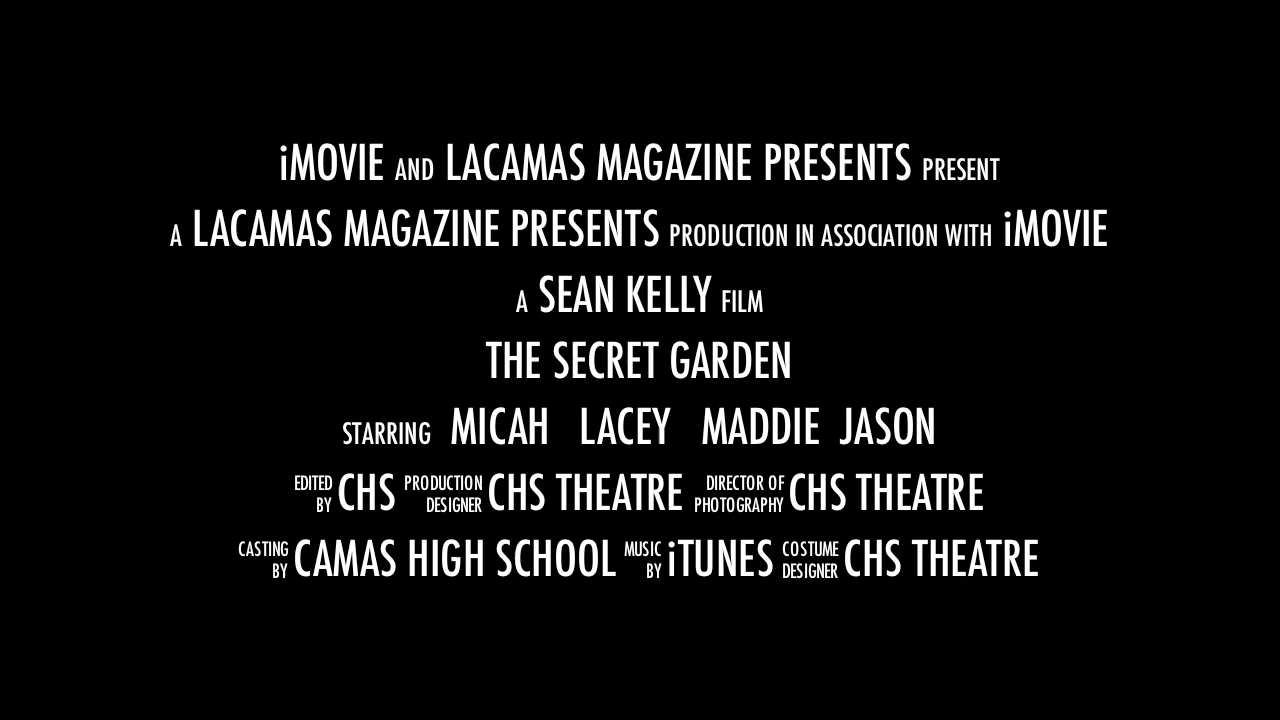 iMOVIE AND LACAMAS MAGAZINE PRESENTS PRESENT
A LACAMAS MAGAZINE PRESENTS PRODUCTION IN ASSOCIATION WITH iMOVIE
A SEAN KELLY FILM
THE SECRET GARDEN
STARRING MICAH LACEY MADDIE JASON
EDITED BY CHS PRODUCTION DESIGNER CHS THEATRE DIRECTOR OF PHOTOGRAPHY CHS THEATRE
CASTING BY CAMAS HIGH SCHOOL MUSIC BY iTUNES COSTUME DESIGNER CHS THEATRE